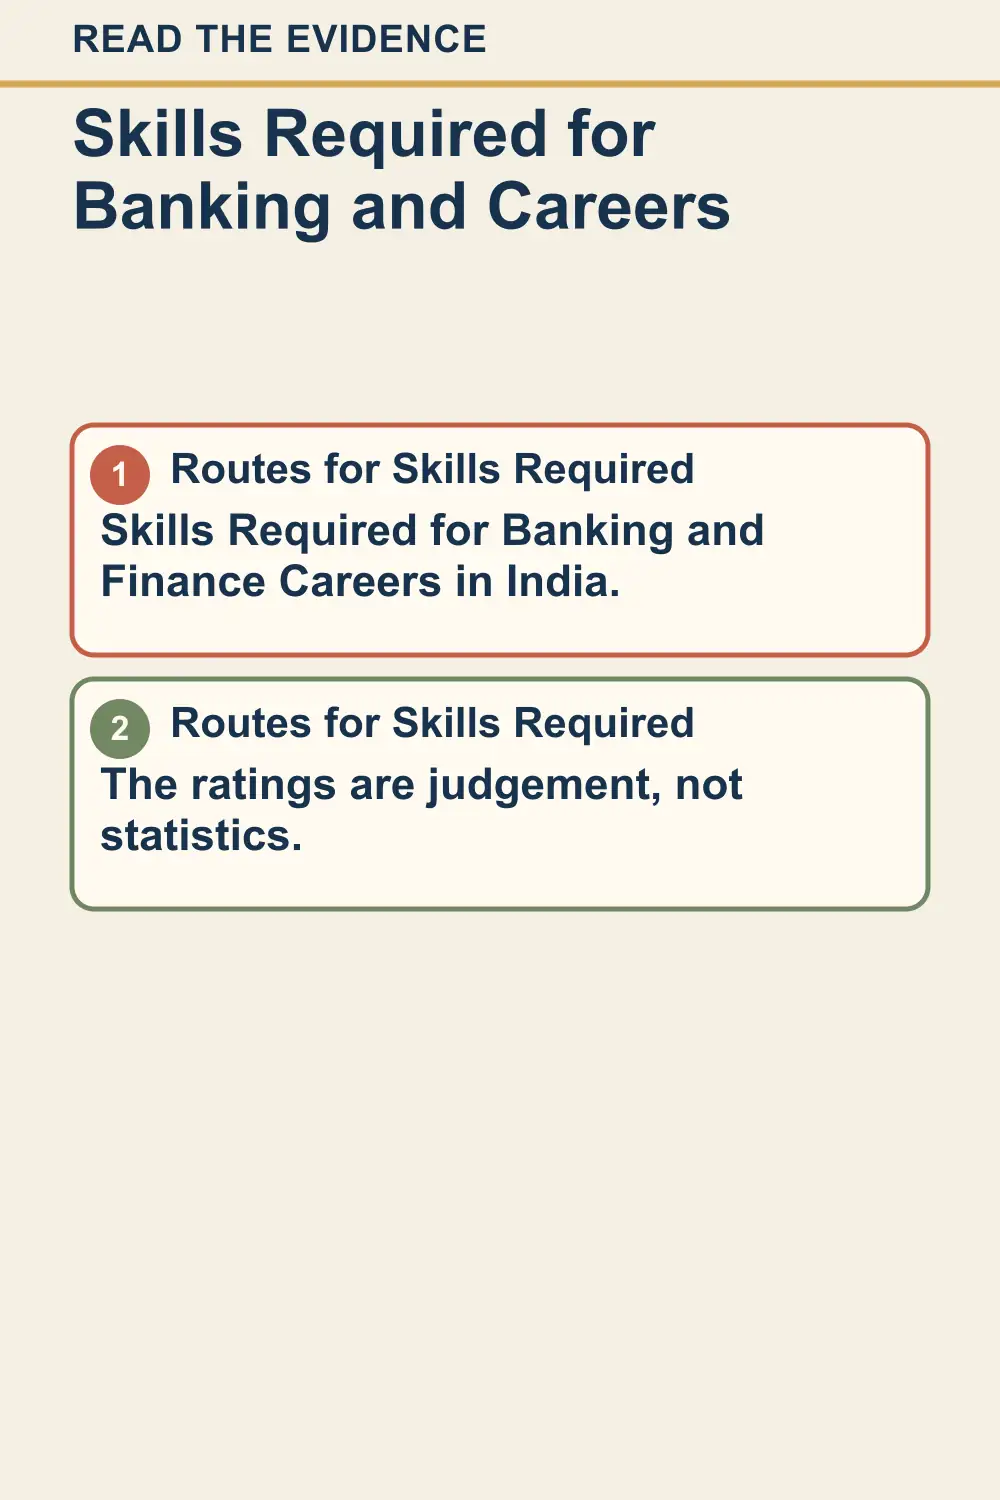 READ THE EVIDENCE
Skills Required for
Banking and Careers
1
Routes for Skills Required
Skills Required for Banking and
Finance Careers in India.
2
Routes for Skills Required
The ratings are judgement, not
statistics.